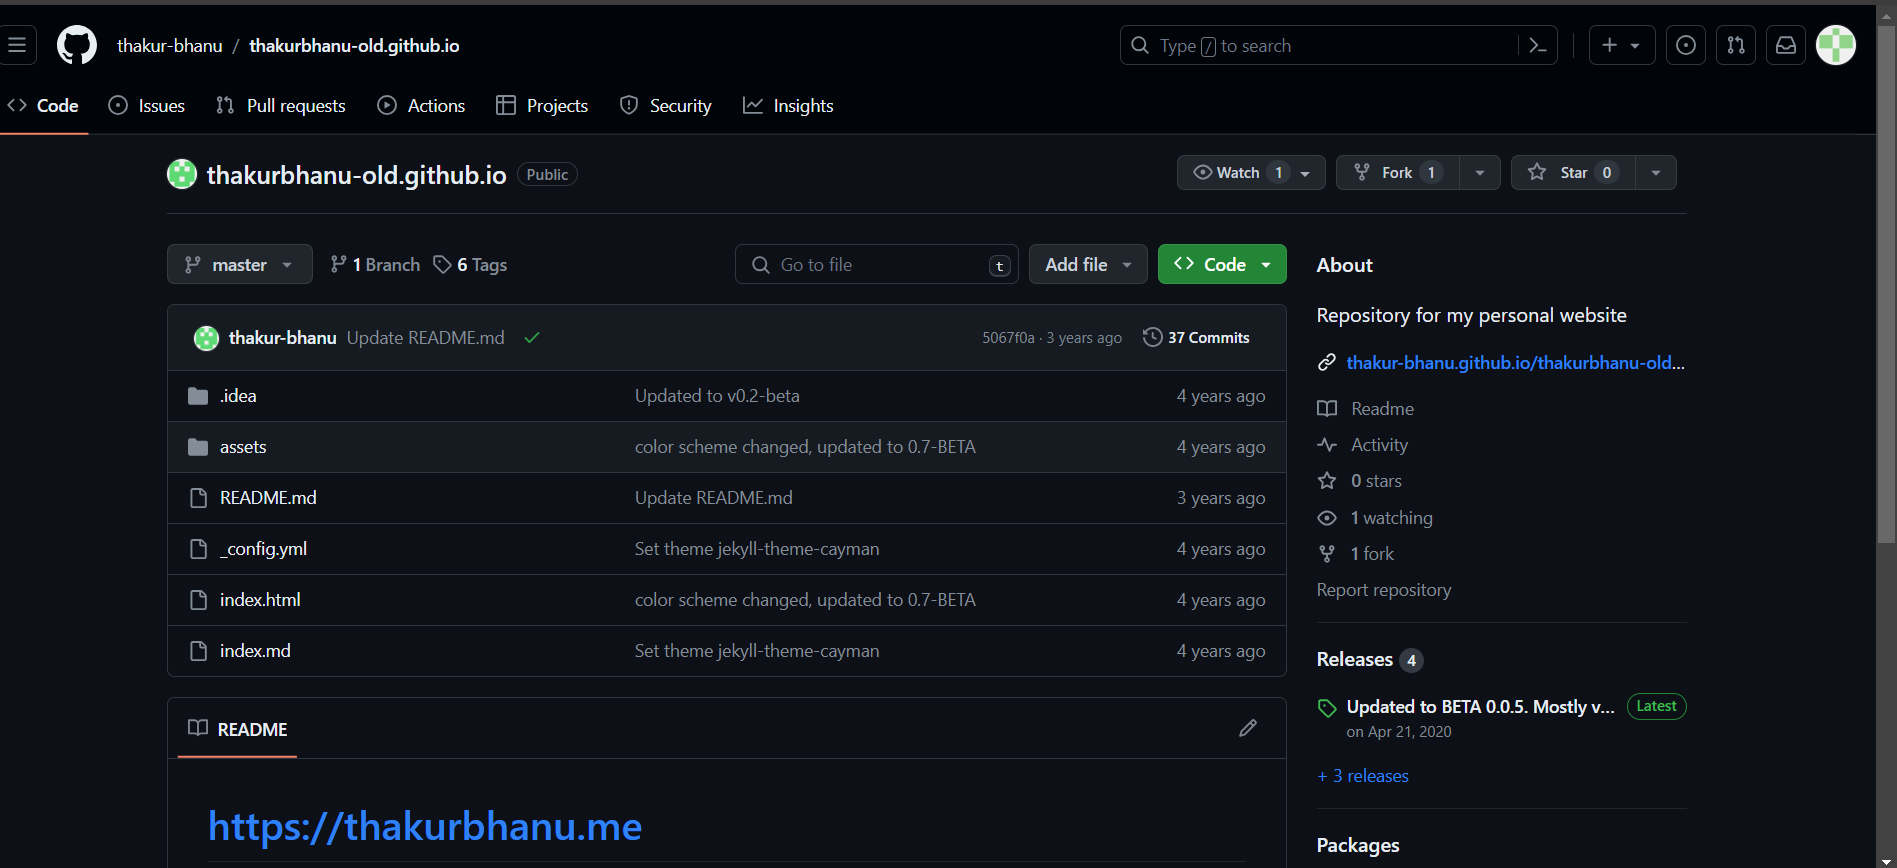 thakur-bhanu / thakurbhanu-old.github.io
Type / to search
Code Issues Pull requests Actions Projects Security Insights
thakurbhanu-old.github.io Public
Watch 1 Fork 1 Star 0
master 1 Branch 6 Tags
Go to file t
Add file
Code
thakur-bhanu Update README.md 5067f0a · 3 years ago 37 Commits
.idea Updated to v0.2-beta 4 years ago
assets color scheme changed, updated to 0.7-BETA 4 years ago
README.md Update README.md 3 years ago
_config.yml Set theme jekyll-theme-cayman 4 years ago
index.html color scheme changed, updated to 0.7-BETA 4 years ago
index.md Set theme jekyll-theme-cayman 4 years ago
README
https://thakurbhanu.me
About
Repository for my personal website
thakur-bhanu.github.io/thakurbhanu-old...
Readme
Activity
0 stars
1 watching
1 fork
Report repository
Releases 4
Updated to BETA 0.0.5. Mostly v... Latest
on Apr 21, 2020
+ 3 releases
Packages